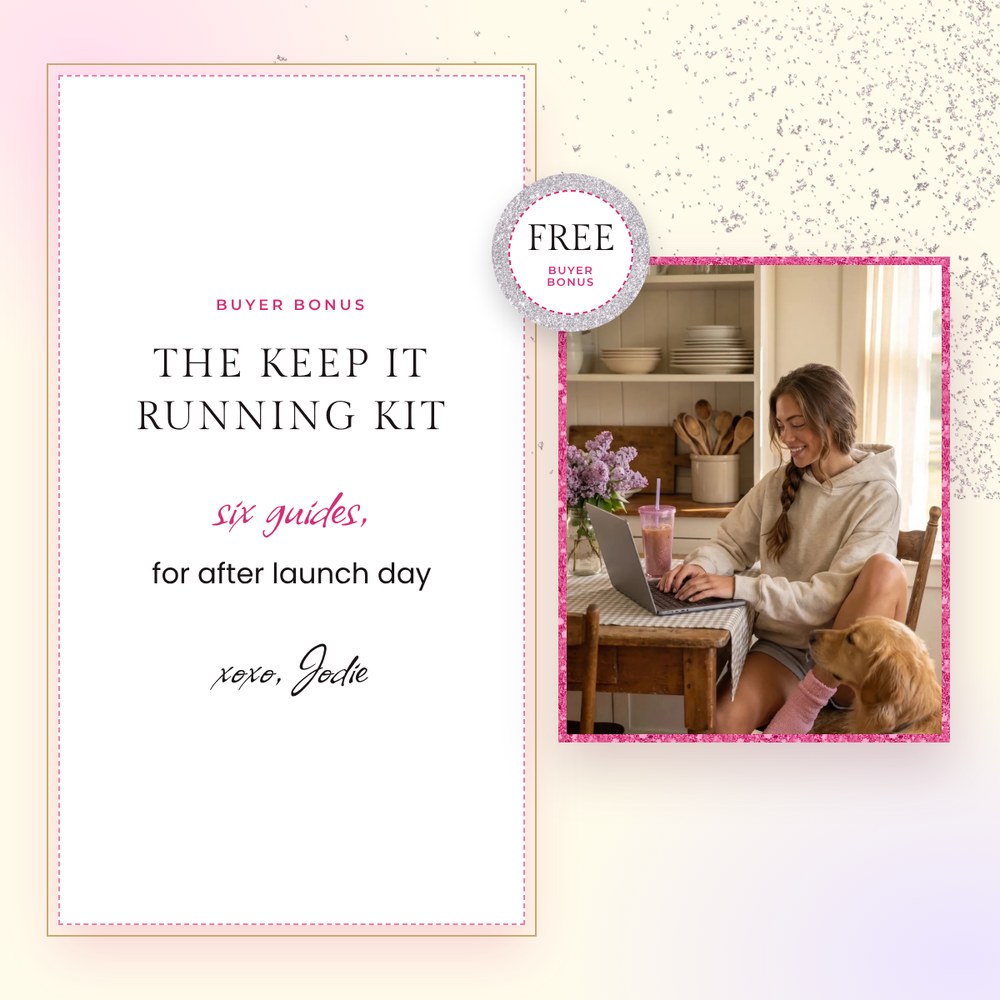 BUYER BONUS
THE KEEP IT
RUNNING KIT
six guides,
for after launch day
xoxo, Jodie
FREE
BUYER
BONUS